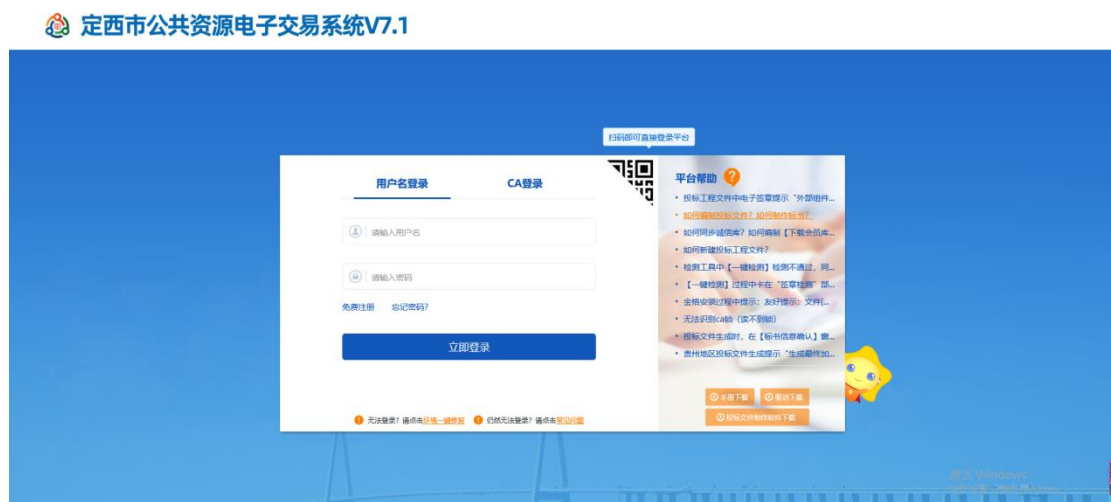 定西市公共资源电子交易系统V7.1
扫码即可直接登录平台
用户名登录
CA登录
请输入用户名
请输入密码
免费注册
忘记密码?
立即登录
无法登录？请点击环境一键修复
仍然无法登录？请点击常见问题
平台帮助
投标工程文件中电子签章提示“外部组件...
如何编制投标文件？如何制作标书?
如何同步诚信库？如何编制【下载会员库...
如何新建投标工程文件?
检测工具中【一键检测】检测不通过，同...
【一键检测】过程中卡在“签章检测”部...
金格安装过程中提示：友好提示：文件[...
无法识别ca锁（读不到锁）
投标文件生成时，在【标书信息确认】窗...
贵州地区投标文件生成提示“生成最终加...
手册下载
驱动下载
投标文件制作软件下载
激活 Windows